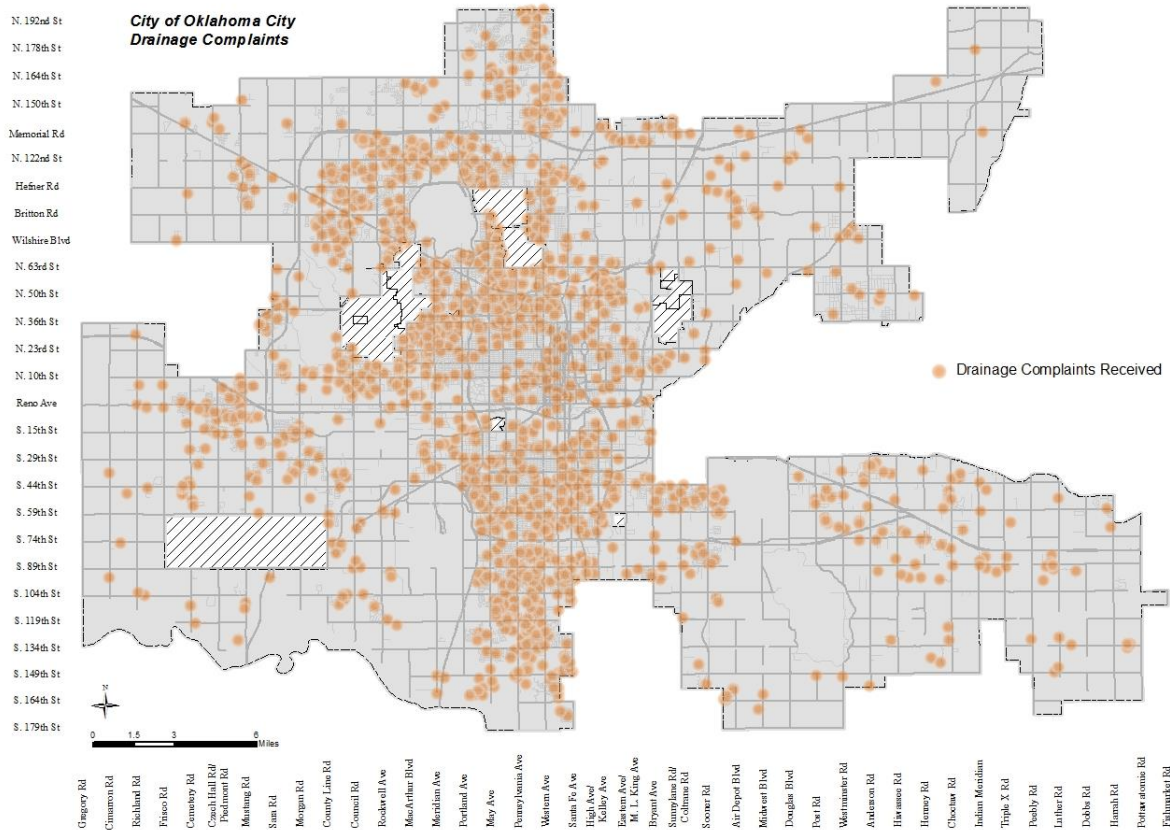 City of Oklahoma City
Drainage Complaints
N. 192nd St
N. 178th St
N. 164th St
N. 150th St
Memorial Rd
N. 122nd St
Hefner Rd
Britton Rd
Wilshire Blvd
N. 63rd St
N. 50th St
N. 36th St
N. 23rd St
N. 10th St
Reno Ave
S. 15th St
S. 29th St
S. 44th St
S. 59th St
S. 74th St
S. 89th St
S. 104th St
S. 119th St
S. 134th St
S. 149th St
S. 164th St
S. 179th St
Drainage Complaints Received
N
0 1.5 3 6
Miles
Gregory Rd
Cimarron Rd
Richland Rd
Frisco Rd
Cemetery Rd
Czech Hall Rd/
Piedmont Rd
Mustang Rd
Sara Rd
Morgan Rd
County Line Rd
Council Rd
Rockwell Ave
MacArthur Blvd
Meridian Ave
Portland Ave
May Ave
Pennsylvania Ave
Western Ave
Santa Fe Ave
High Ave/
Kelley Ave
Eastern Ave/
M. L. King Ave
Bryant Ave
Sunnylane Rd/
Coltrane Rd
Sooner Rd
Air Depot Blvd
Midwest Blvd
Douglas Blvd
Post Rd
Westminster Rd
Anderson Rd
Hiwassee Rd
Henney Rd
Choctaw Rd
Indian Meridian
Triple X Rd
Peebly Rd
Luther Rd
Dobbs Rd
Harrah Rd
Pottawatomie Rd
Fishmarket Rd